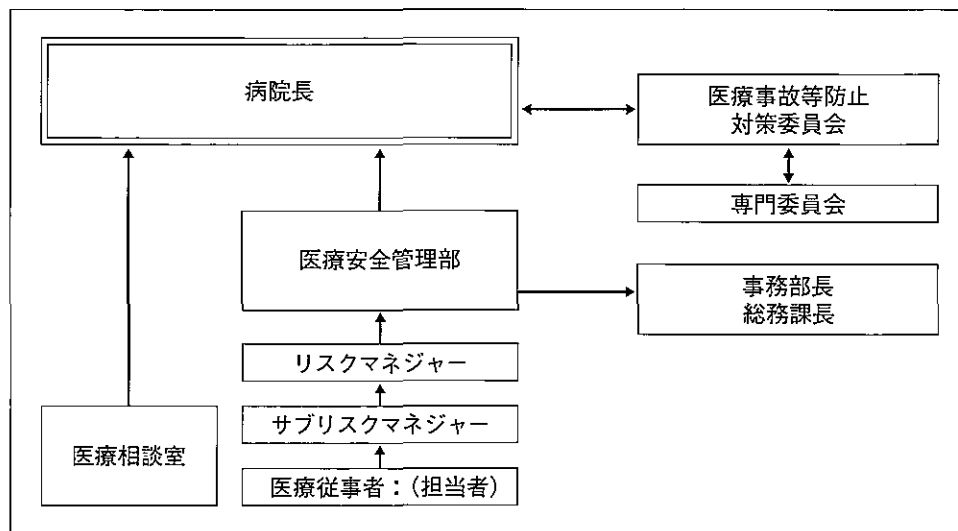 病院長
医療事故等防止
対策委員会
専門委員会
医療安全管理部
事務部長
総務課長
リスクマネジャー
サブリスクマネジャー
医療相談室
医療従事者：（担当者）